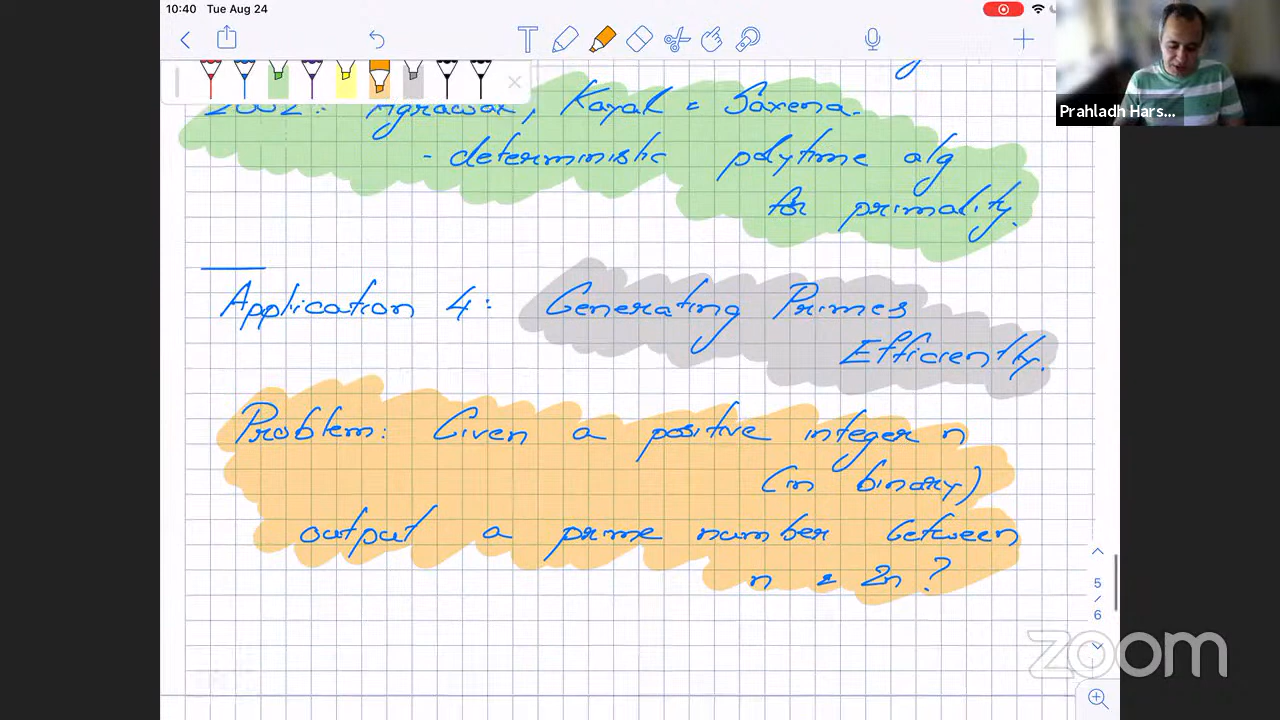 10:40 Tue Aug 24
Prahladh Hars...
2002: Agrawal, Kayal & Saxena.
- deterministic polytime alg
for primality.
Application 4: Generating Primes
Efficiently.
Problem: Given a positive integer n
(in binary)
output a prime number between
n & 2n?
5
/
6
zoom